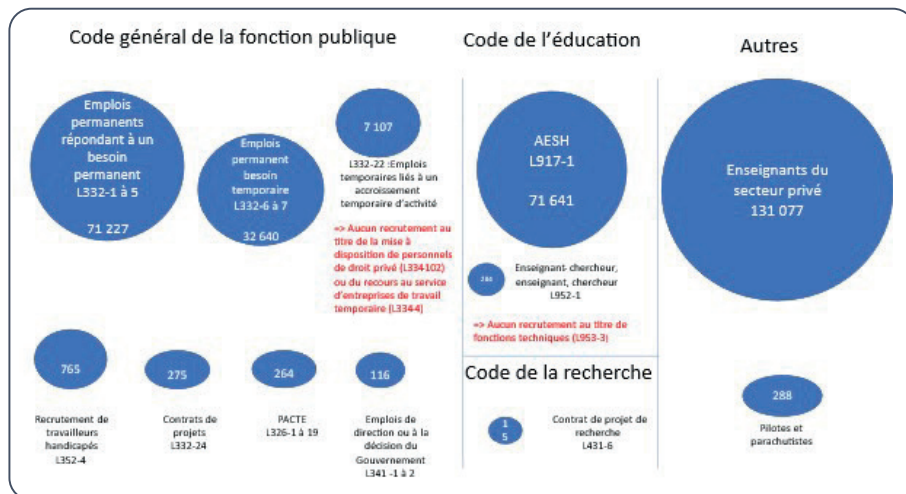 Code général de la fonction publique
Emplois
permanents
répondant à un
besoin
permanent
L332-1 à 5
71 227
Emplois
permanent
besoin
temporaire
L332-6 à 7
32 640
7 107
L332-22 :Emplois
temporaires liés à un
accroissement
temporaire d'activité
=> Aucun recrutement au
titre de la mise à
disposition de personnels
de droit privé (L334102)
ou du recours au service
d'entreprises de travail
temporaire (L3344)
765
Recrutement de
travailleurs
handicapés
L352-4
275
Contrats de
projets
L332-24
264
PACTE
L326-1 à 19
116
Emplois de
direction ou à la
décision du
Gouvernement
L341 -1 à 2
Code de l'éducation
AESH
L917-1
71 641
Enseignant- chercheur,
enseignant, chercheur
L952-1
=> Aucun recrutement au titre de
fonctions techniques (L953-3)
Code de la recherche
1
5
Contrat de projet de
recherche
L431-6
Autres
Enseignants du
secteur privé
131 077
288
Pilotes et
parachutistes